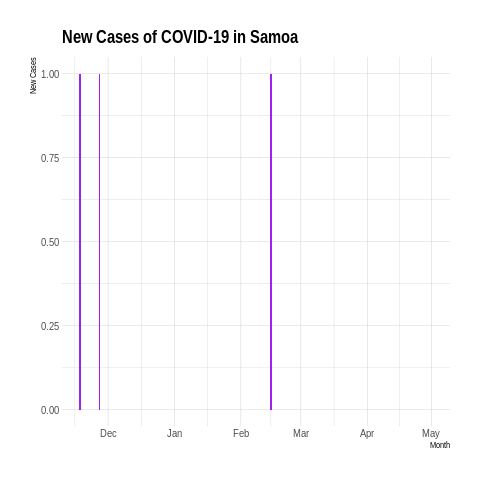 New Cases of COVID-19 in Samoa
New Cases
1.00
0.75
0.50
0.25
0.00
Dec Jan Feb Mar Apr May
Month